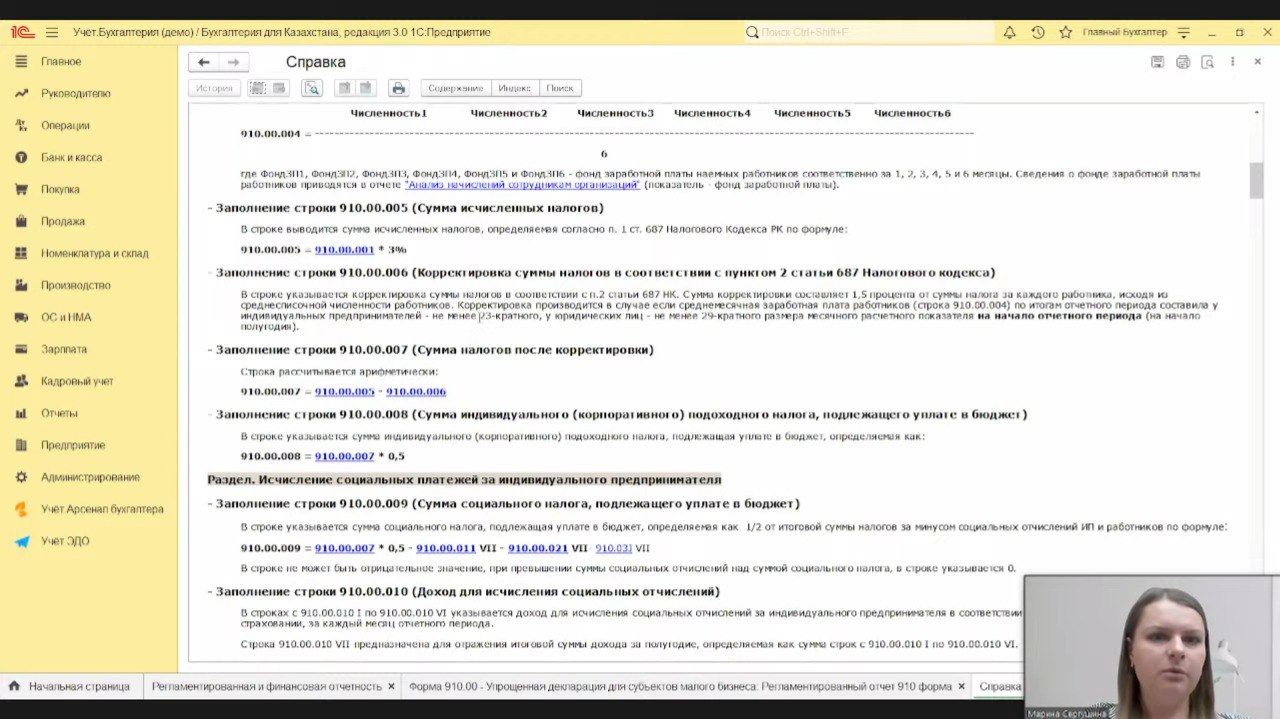 1С Учет.Бухгалтерия (демо) / Бухгалтерия для Казахстана, редакция 3.0 1С:Предприятие
Поиск Ctrl+Shift+F
Главный Бухгалтер
Главное
Руководителю
Операции
Банк и касса
Покупка
Продажа
Номенклатура и склад
Производство
ОС и НМА
Зарплата
Кадровый учет
Отчеты
Предприятие
Администрирование
Учёт.Арсенал бухгалтера
Учёт ЭДО
Справка
История
Содержание Индекс Поиск
Численность1 Численность2 Численность3 Численность4 Численность5 Численность6
910.00.004 = ------------------------------------------------------------
6
где ФондЗП1, ФондЗП2, ФондЗП3, ФондЗП4, ФондЗП5 и ФондЗП6 - фонд заработной платы наемных работников соответственно за 1, 2, 3, 4, 5 и 6 месяцы. Сведения о фонде заработной платы
работников приводятся в отчете "Анализ начислений сотрудникам организаций" (показатель - фонд заработной платы).
- Заполнение строки 910.00.005 (Сумма исчисленных налогов)
В строке выводится сумма исчисленных налогов, определяемая согласно п. 1 ст. 687 Налогового Кодекса РК по формуле:
910.00.005 = 910.00.001 * 3%
- Заполнение строки 910.00.006 (Корректировка суммы налогов в соответствии с пунктом 2 статьи 687 Налогового кодекса)
В строке указывается корректировка суммы налогов в соответствии с п.2 статьи 687 НК. Сумма корректировки составляет 1,5 процента от суммы налога за каждого работника, исходя из
среднесписочной численности работников. Корректировка производится в случае если среднемесячная заработная плата работников (строка 910.00.004) по итогам отчетного периода составила у
индивидуальных предпринимателей - не менее 23-кратного, у юридических лиц - не менее 29-кратного размера месячного расчетного показателя на начало отчетного периода (на начало
полугодия).
- Заполнение строки 910.00.007 (Сумма налогов после корректировки)
Строка рассчитывается арифметически:
910.00.007 = 910.00.005 - 910.00.006
- Заполнение строки 910.00.008 (Сумма индивидуального (корпоративного) подоходного налога, подлежащего уплате в бюджет)
В строке указывается сумма индивидуального (корпоративного) подоходного налога, подлежащая уплате в бюджет, определяемая как:
910.00.008 = 910.00.007 * 0,5
Раздел. Исчисление социальных платежей за индивидуального предпринимателя
- Заполнение строки 910.00.009 (Сумма социального налога, подлежащего уплате в бюджет)
В строке указывается сумма социального налога, подлежащая уплате в бюджет, определяемая как 1/2 от итоговой суммы налогов за минусом социальных отчислений ИП и работников по формуле:
910.00.009 = 910.00.007 * 0,5 - 910.00.011 VII - 910.00.021 VII- 910.03I VII
В строке не может быть отрицательное значение, при превышении суммы социальных отчислений над суммой социального налога, в строке указывается 0.
- Заполнение строки 910.00.010 (Доход для исчисления социальных отчислений)
В строках с 910.00.010 I по 910.00.010 VI указывается доход для исчисления социальных отчислений за индивидуального предпринимателя в соответствии
страховании, за каждый месяц отчетного периода.
Строка 910.00.010 VII предназначена для отражения итоговой суммы дохода за полугодие, определяемая как сумма строк с 910.00.010 I по 910.00.010 VI.
Начальная страница
Регламентированная и финансовая отчетность
Форма 910.00 - Упрощенная декларация для субъектов малого бизнеса: Регламентированный отчет 910 форма
Справка
Марина Сергушина